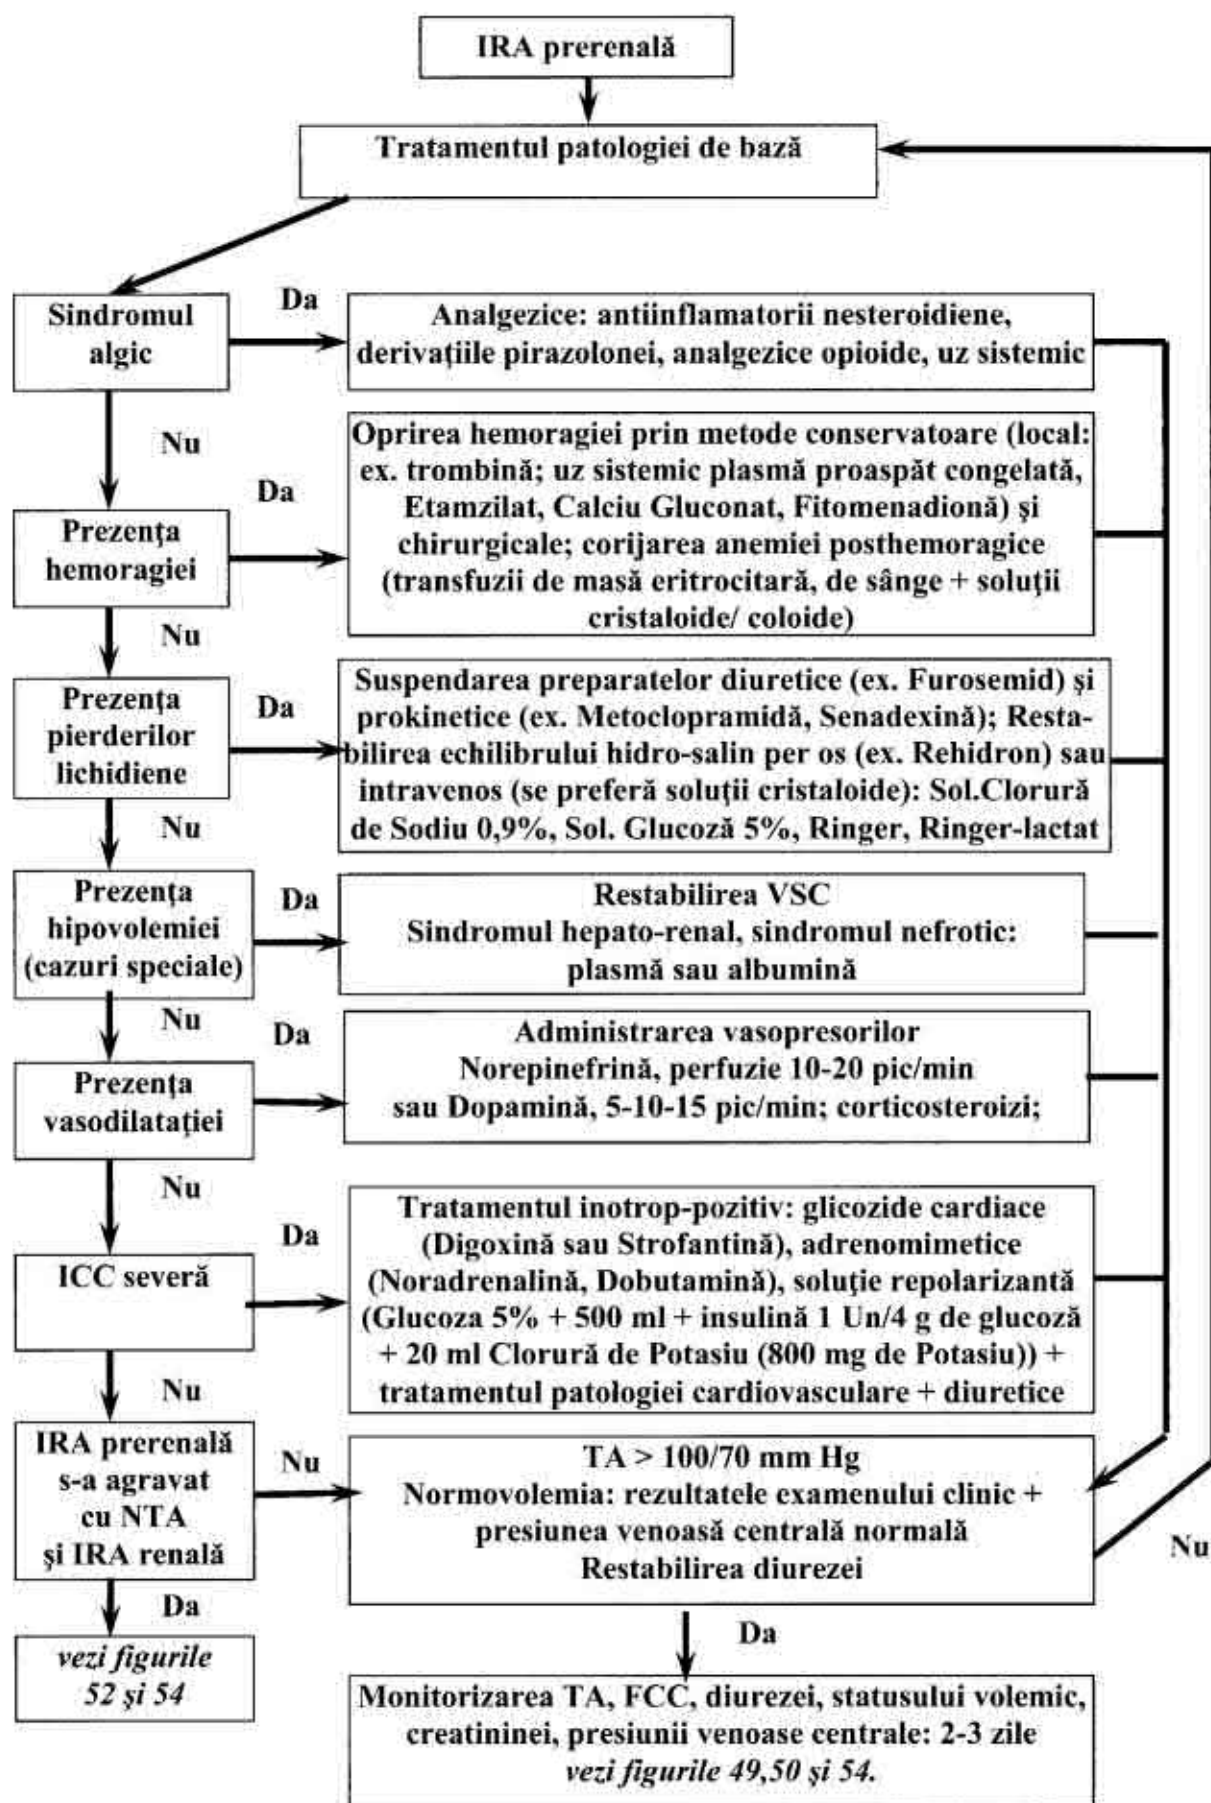 IRA prerenală
Tratamentul patologiei de bază
Sindromul
algic
Da
Analgezice: antiinflamatorii nesteroidiene,
derivațiile pirazolonei, analgezice opioide, uz sistemic
Nu
Prezența
hemoragiei
Da
Oprirea hemoragiei prin metode conservatoare (local:
ex. trombină; uz sistemic plasmă proaspăt congelată,
Etamzilat, Calciu Gluconat, Fitomenadionă) şi
chirurgicale; corijarea anemiei posthemoragice
(transfuzii de masă eritrocitară, de sânge + soluţii
cristaloide/ coloide)
Nu
Prezența
pierderilor
lichidiene
Da
Suspendarea preparatelor diuretice (ex. Furosemid) şi
prokinetice (ex. Metoclopramidă, Senadexină); Resta-
bilirea echilibrului hidro-salin per os (ex. Rehidron) sau
intravenos (se preferă soluţii cristaloide): Sol.Clorură
de Sodiu 0,9%, Sol. Glucoză 5%, Ringer, Ringer-lactat
Nu
Prezenţa
hipovolemiei
(cazuri speciale)
Da
Restabilirea VSC
Sindromul hepato-renal, sindromul nefrotic:
plasmă sau albumină
Nu
Prezenţa
vasodilataţiei
Da
Administrarea vasopresorilor
Norepinefrină, perfuzie 10-20 pic/min
sau Dopamină, 5-10-15 pic/min; corticosteroizi;
Nu
ICC severă
Da
Tratamentul inotrop-pozitiv: glicozide cardiace
(Digoxină sau Strofantină), adrenomimetice
(Noradrenalină, Dobutamină), soluţie repolarizantă
(Glucoza 5% + 500 ml + insulină 1 Un/4 g de glucoză
+ 20 ml Clorură de Potasiu (800 mg de Potasiu)) +
tratamentul patologiei cardiovasculare + diuretice
Nu
IRA prerenală
s-a agravat
cu NTA
şi IRA renală
Nu
TA > 100/70 mm Hg
Normovolemia: rezultatele examenului clinic +
presiunea venoasă centrală normală
Restabilirea diurezei
Nu
Da
vezi figurile
52 şi 54
Da
Monitorizarea TA, FCC, diurezei, statusului volemic,
creatininei, presiunii venoase centrale: 2-3 zile
vezi figurile 49,50 şi 54.